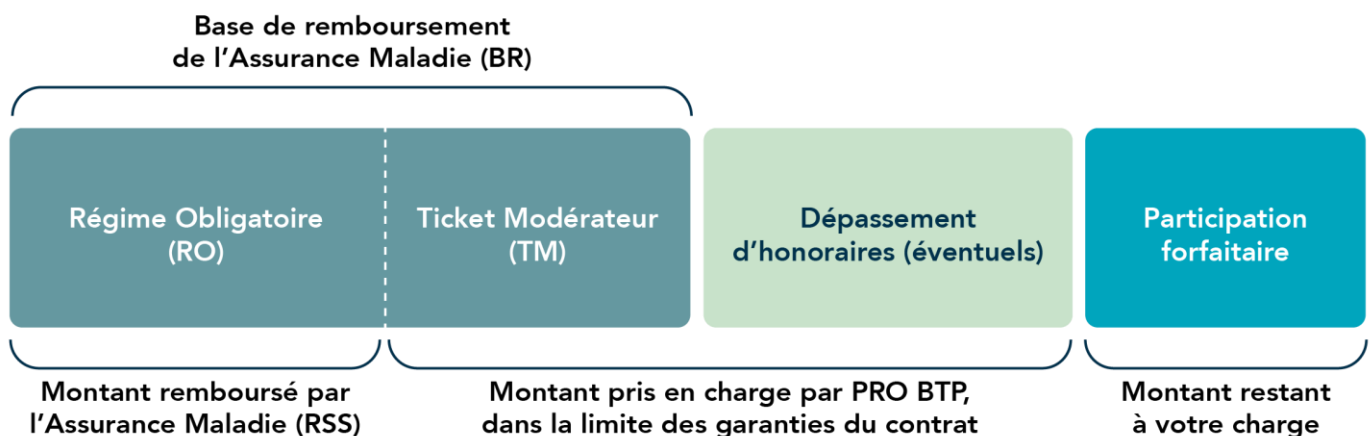 Base de remboursement
de l’Assurance Maladie (BR)
Régime Obligatoire
(RO)
Ticket Modérateur
(TM)
Dépassement
d’honoraires (éventuels)
Participation
forfaitaire
Montant remboursé par
l’Assurance Maladie (RSS)
Montant pris en charge par PRO BTP,
dans la limite des garanties du contrat
Montant restant
à votre charge